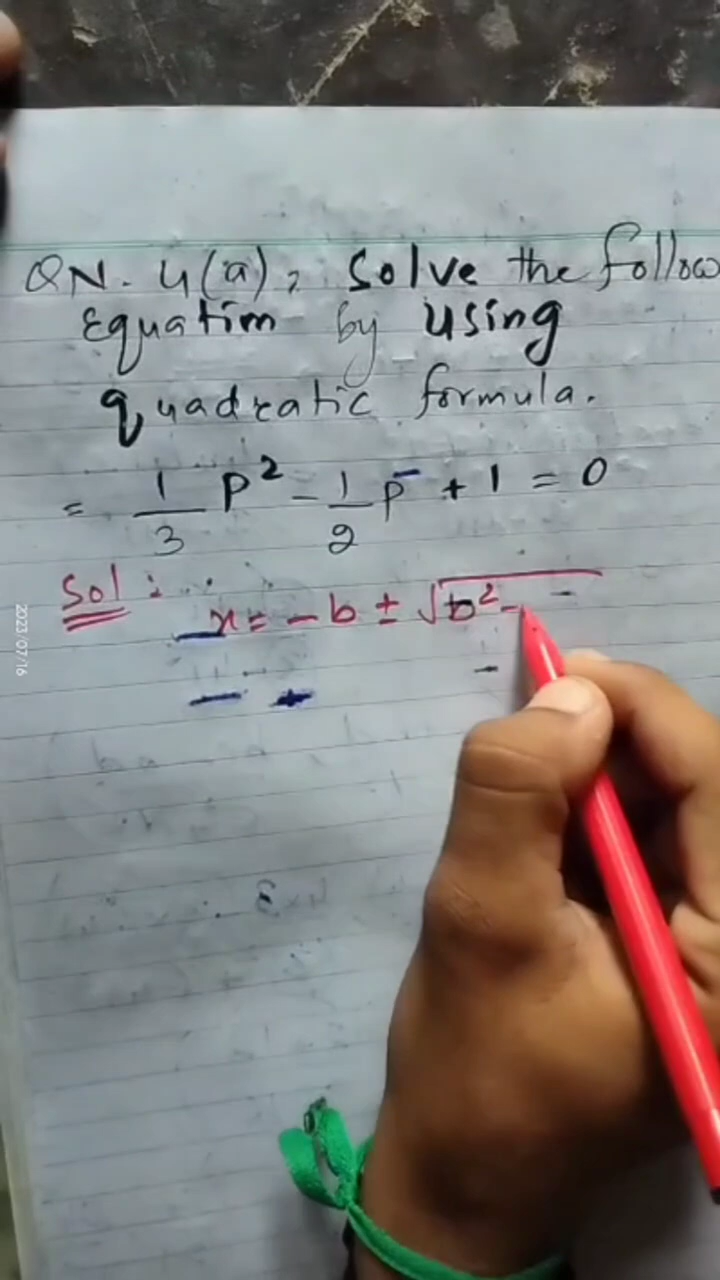 QN. 4(a), Solve the follow
Equation by using
quadratic formula.
= 1/3 P² - 1/2 P + 1 = 0
Sol:
x = - b ± √b² -
2023/07/16